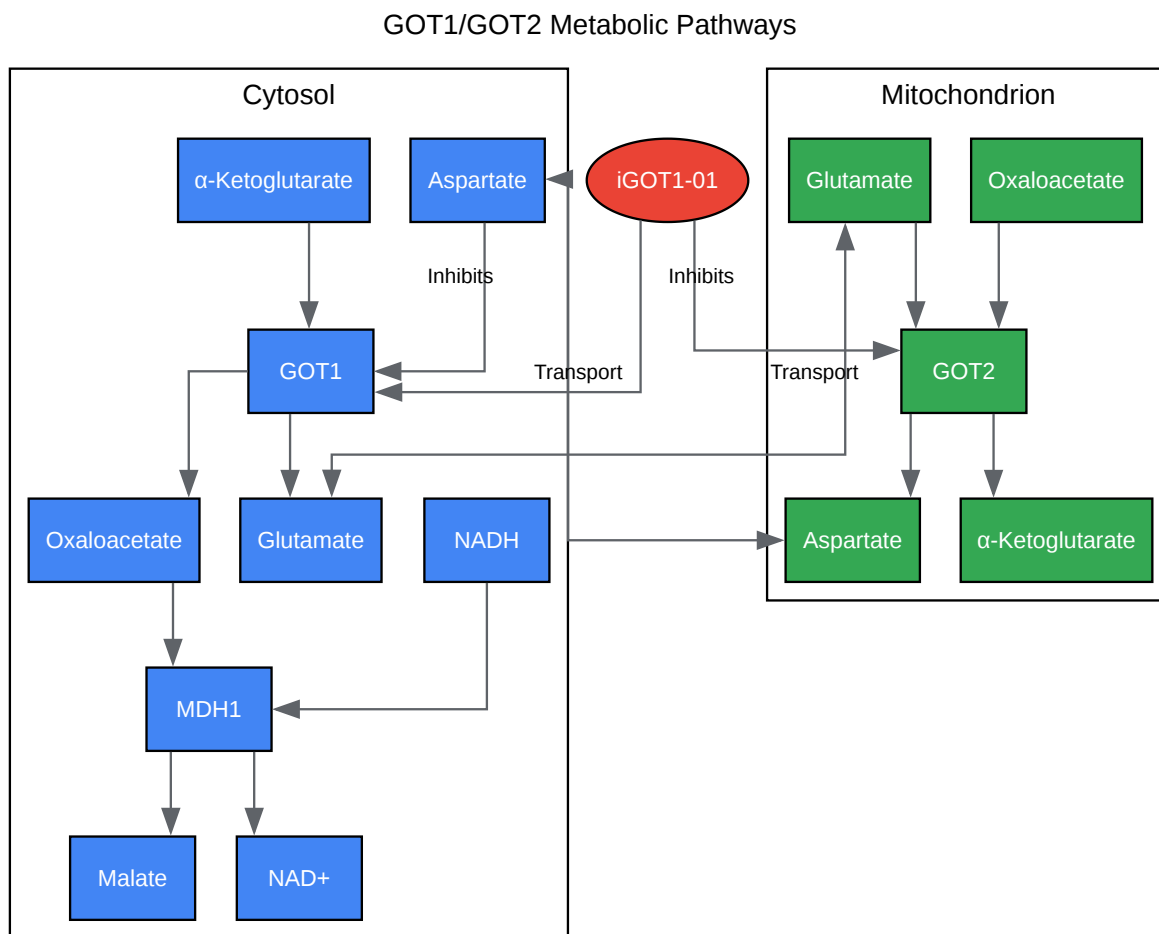 GOT1/GOT2 Metabolic Pathways
Cytosol
Mitochondrion
α-Ketoglutarate
Aspartate
iGOT1-01
Glutamate
Oxaloacetate
Inhibits
Inhibits
GOT1
Transport
Transport
GOT2
Oxaloacetate
Glutamate
NADH
Aspartate
α-Ketoglutarate
MDH1
Malate
NAD+